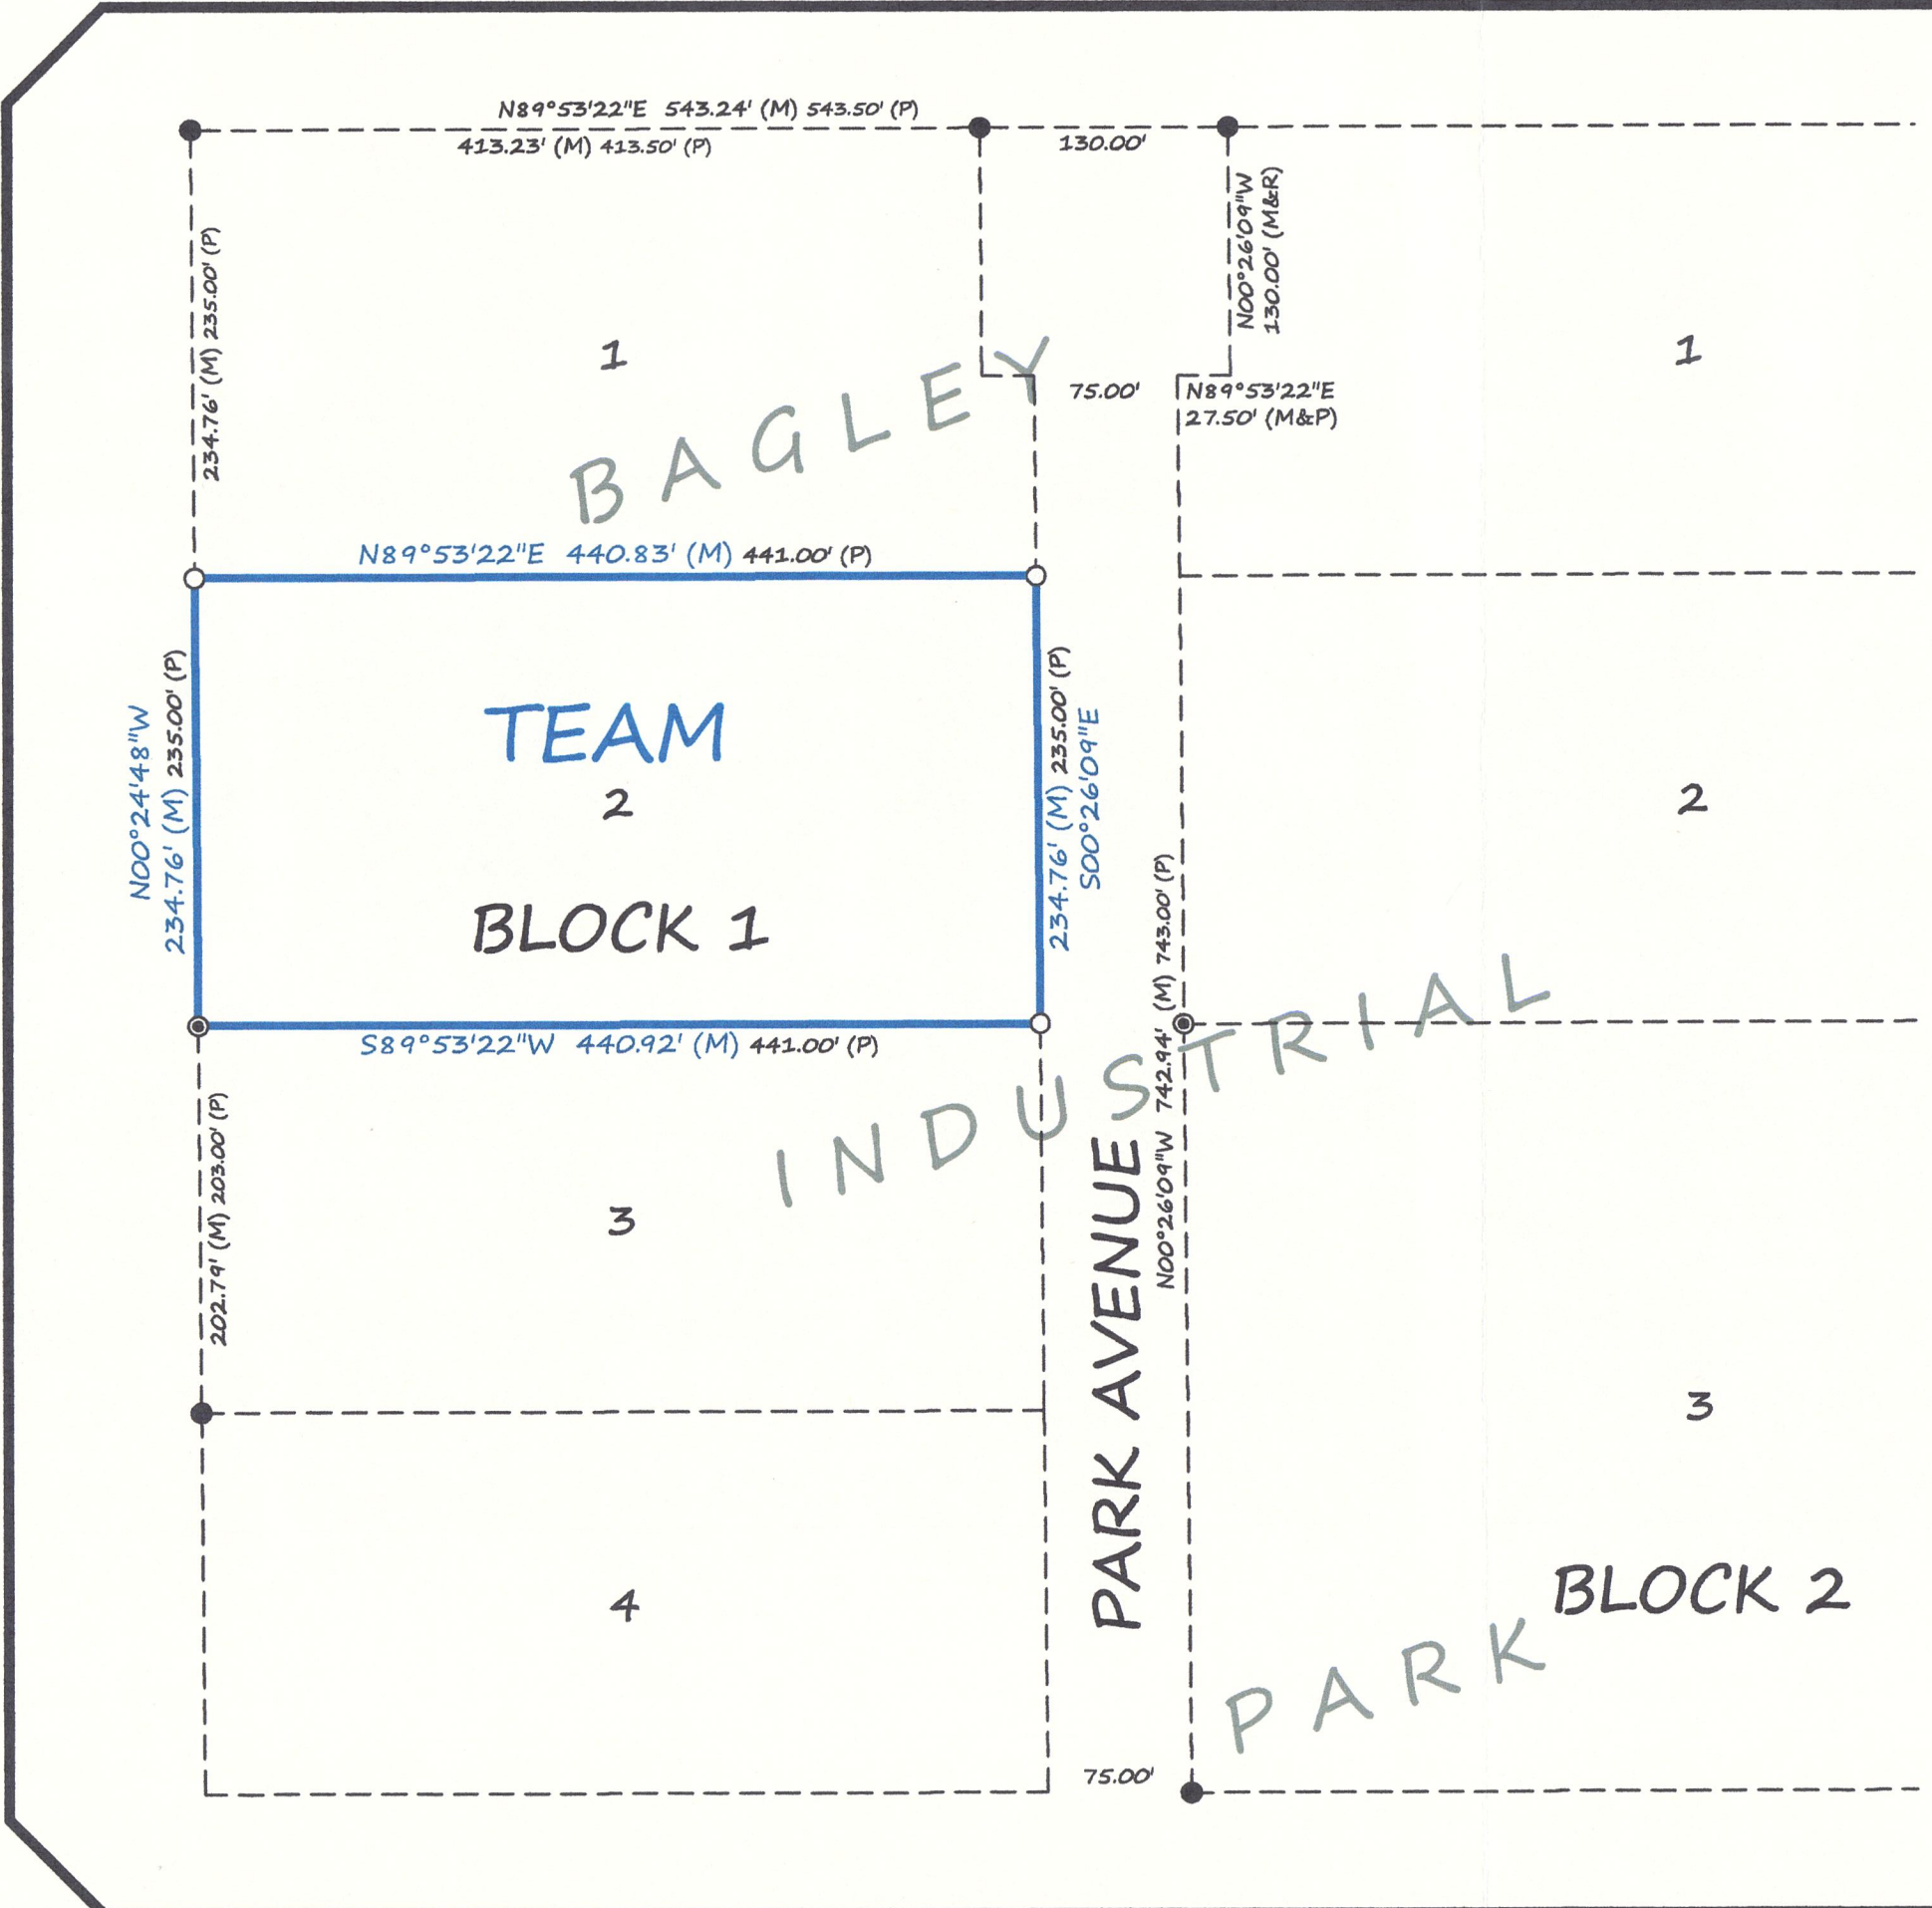 N89°53'22"E 543.24' (M) 543.50' (P)
413.23' (M) 413.50' (P)
130.00'
N00°26'09"W
130.00' (M&R)
234.76' (M) 235.00' (P)
1
1
BAGLEY
75.00'
N89°53'22"E
27.50' (M&P)
N89°53'22"E 440.83' (M) 441.00' (P)
N00°24'48"W
234.76' (M) 235.00' (P)
TEAM
2
BLOCK 1
234.76' (M) 235.00' (P)
S00°26'09"E
2
S89°53'22"W 440.92' (M) 441.00' (P)
N00°26'09"W 742.94' (M) 743.00' (P)
INDUSTRIAL
202.79' (M) 203.00' (P)
3
PARK AVENUE
3
4
BLOCK 2
PARK
75.00'